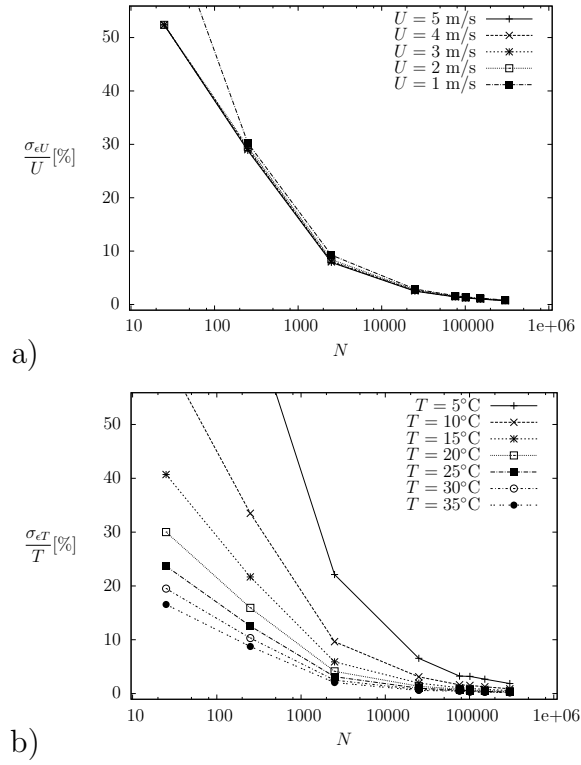 50
40
30
20
10
0
σϵU/U [%]
10
100
1000
10000
100000
1e+06
N
U = 5 m/s
U = 4 m/s
U = 3 m/s
U = 2 m/s
U = 1 m/s
a)
50
40
30
20
10
0
σϵT/T [%]
10
100
1000
10000
100000
1e+06
N
T = 5°C
T = 10°C
T = 15°C
T = 20°C
T = 25°C
T = 30°C
T = 35°C
b)